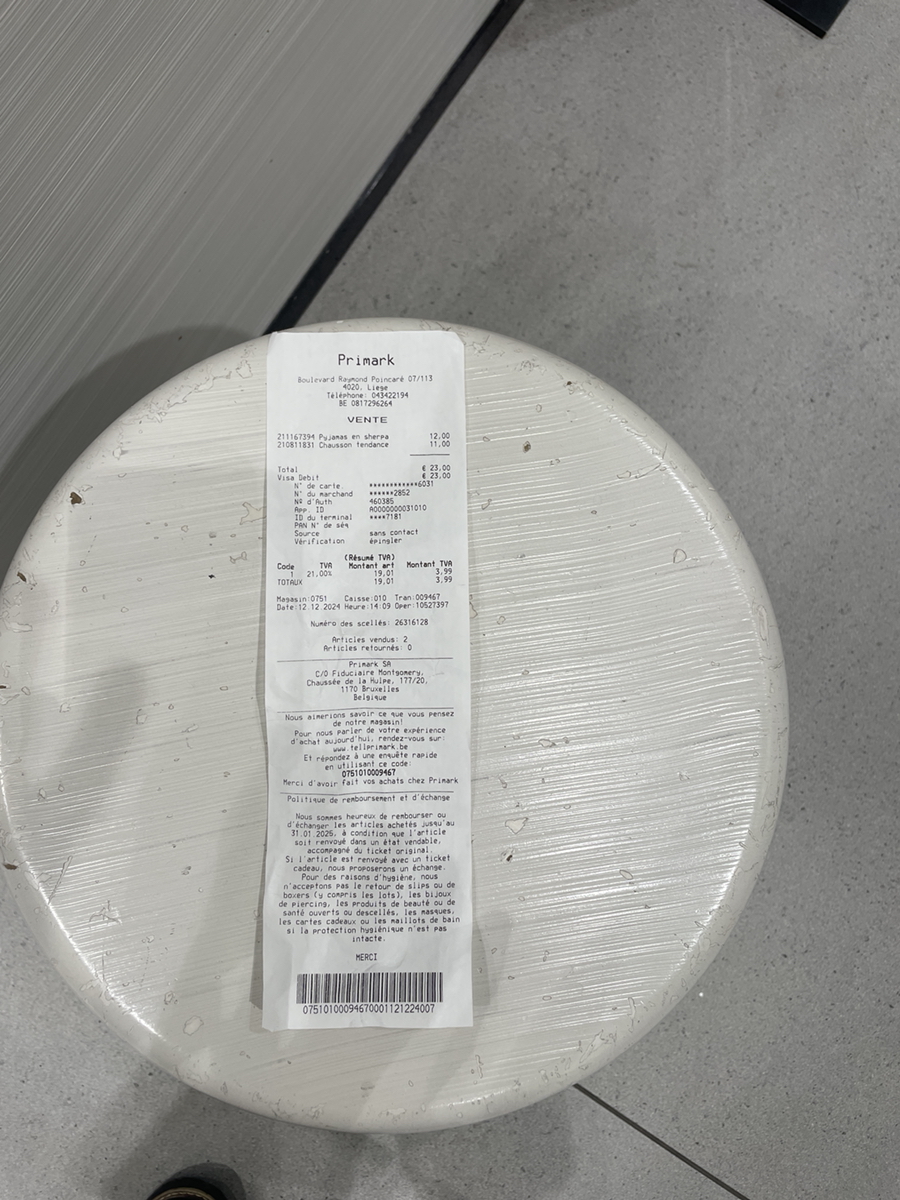 Primark
Boulevard Raymond Poincaré 07/113
4020, Liege
Téléphone: 043422194
BE 0817296264
VENTE
211167394 Pyjamas en sherpa 12,00
210811831 Chausson tendance 11,00
Total € 23,00
Visa Debit € 23,00
N° de carte. ************6031
N° du marchand ******2852
Nº d'Auth 460385
App. ID A0000000031010
ID du terminal ****7181
PAN N° de séq
Source sans contact
Vérification épingler
(Résumé TVA)
Code TVA Montant art Montant TVA
1 21,00% 19,01 3,99
TOTAUX 19,01 3,99
Magasin:0751 Caisse:010 Tran:009467
Date:12.12.2024 Heure:14:09 Oper:10527397
Numéro des scellés: 26316128
Articles vendus: 2
Articles retournés: 0
Primark SA
C/O Fiduciaire Montgomery,
Chaussée de la Hulpe, 177/20,
1170 Bruxelles
Belgique
Nous aimerions savoir ce que vous pensez
de notre magasin!
Pour nous parler de votre expérience
d'achat aujourd'hui, rendez-vous sur:
www.tellprimark.be
Et répondez à une enquête rapide
en utilisant ce code:
0751010009467
Merci d'avoir fait vos achats chez Primark
Politique de remboursement et d'échange
Nous sommes heureux de rembourser ou
d'échanger les articles achetés jusqu'au
31.01.2025, à condition que l'article
soit renvoyé dans un état vendable,
accompagné du ticket original.
Si l'article est renvoyé avec un ticket
cadeau, nous proposerons un échange.
Pour des raisons d'hygiène, nous
n'acceptons pas le retour de slips ou de
boxers (y compris les lots), les bijoux
de piercing, les produits de beauté ou de
santé ouverts ou descellés, les masques,
les cartes cadeaux ou les maillots de bain
si la protection hygiénique n'est pas
intacte.
MERCI
07510100094670001121224007